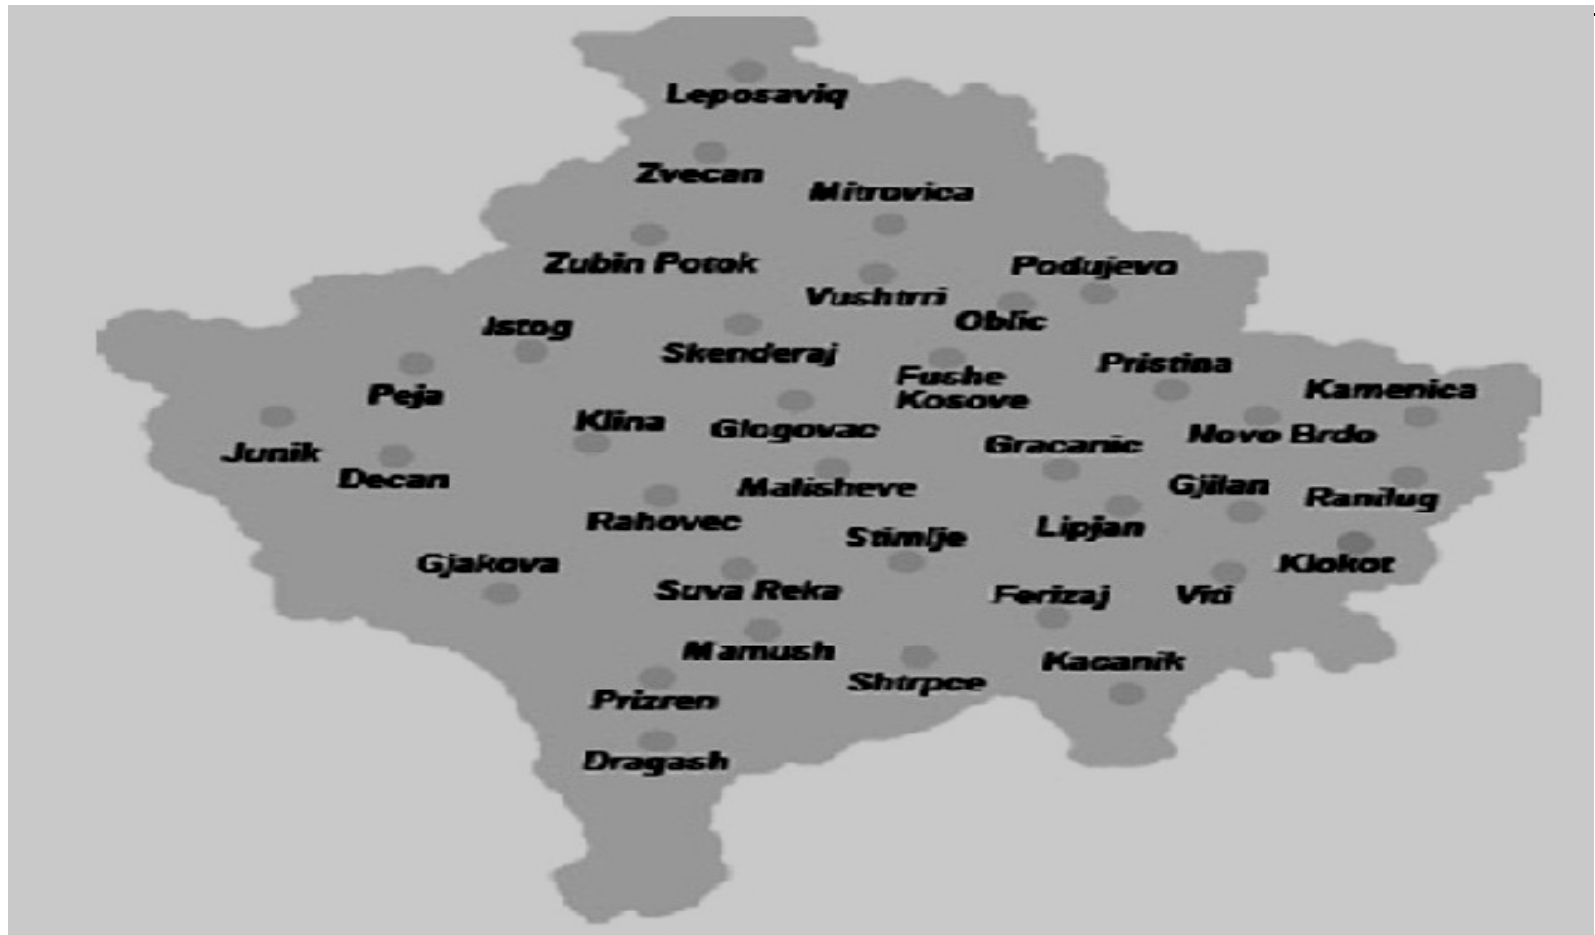 Leposaviq
Zvecan
Mitrovica
Zubin Potok
Podujevo
Vushtrri
Istog
Oblic
Skenderaj
Pristina
Fushe
Kosove
Peja
Kamenica
Klina
Glogovac
Novo Brdo
Gracanic
Junik
Decan
Malisheve
Gjilan
Ranilug
Rahovec
Lipjan
Stimlje
Gjakova
Klokot
Suva Reka
Ferizaj
Viti
Mamush
Kacanik
Shtrpce
Prizren
Dragash